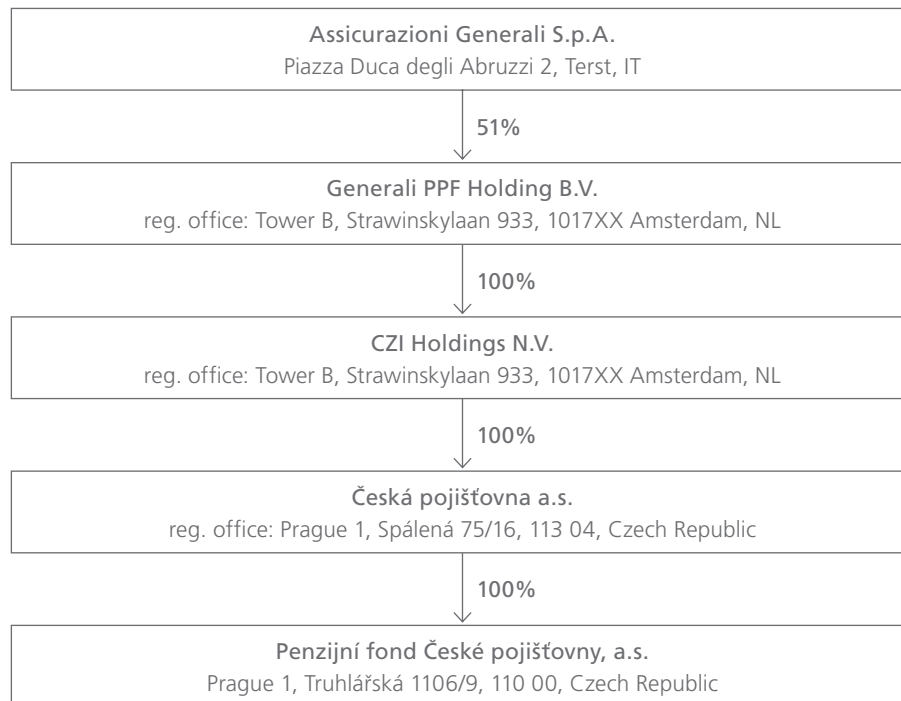 Assicurazioni Generali S.p.A.
Piazza Duca degli Abruzzi 2, Terst, IT
51%
Generali PPF Holding B.V.
reg. office: Tower B, Strawinskylaan 933, 1017XX Amsterdam, NL
100%
CZI Holdings N.V.
reg. office: Tower B, Strawinskylaan 933, 1017XX Amsterdam, NL
100%
Česká pojišťovna a.s.
reg. office: Prague 1, Spálená 75/16, 113 04, Czech Republic
100%
Penzijní fond České pojišťovny, a.s.
Prague 1, Truhlářská 1106/9, 110 00, Czech Republic